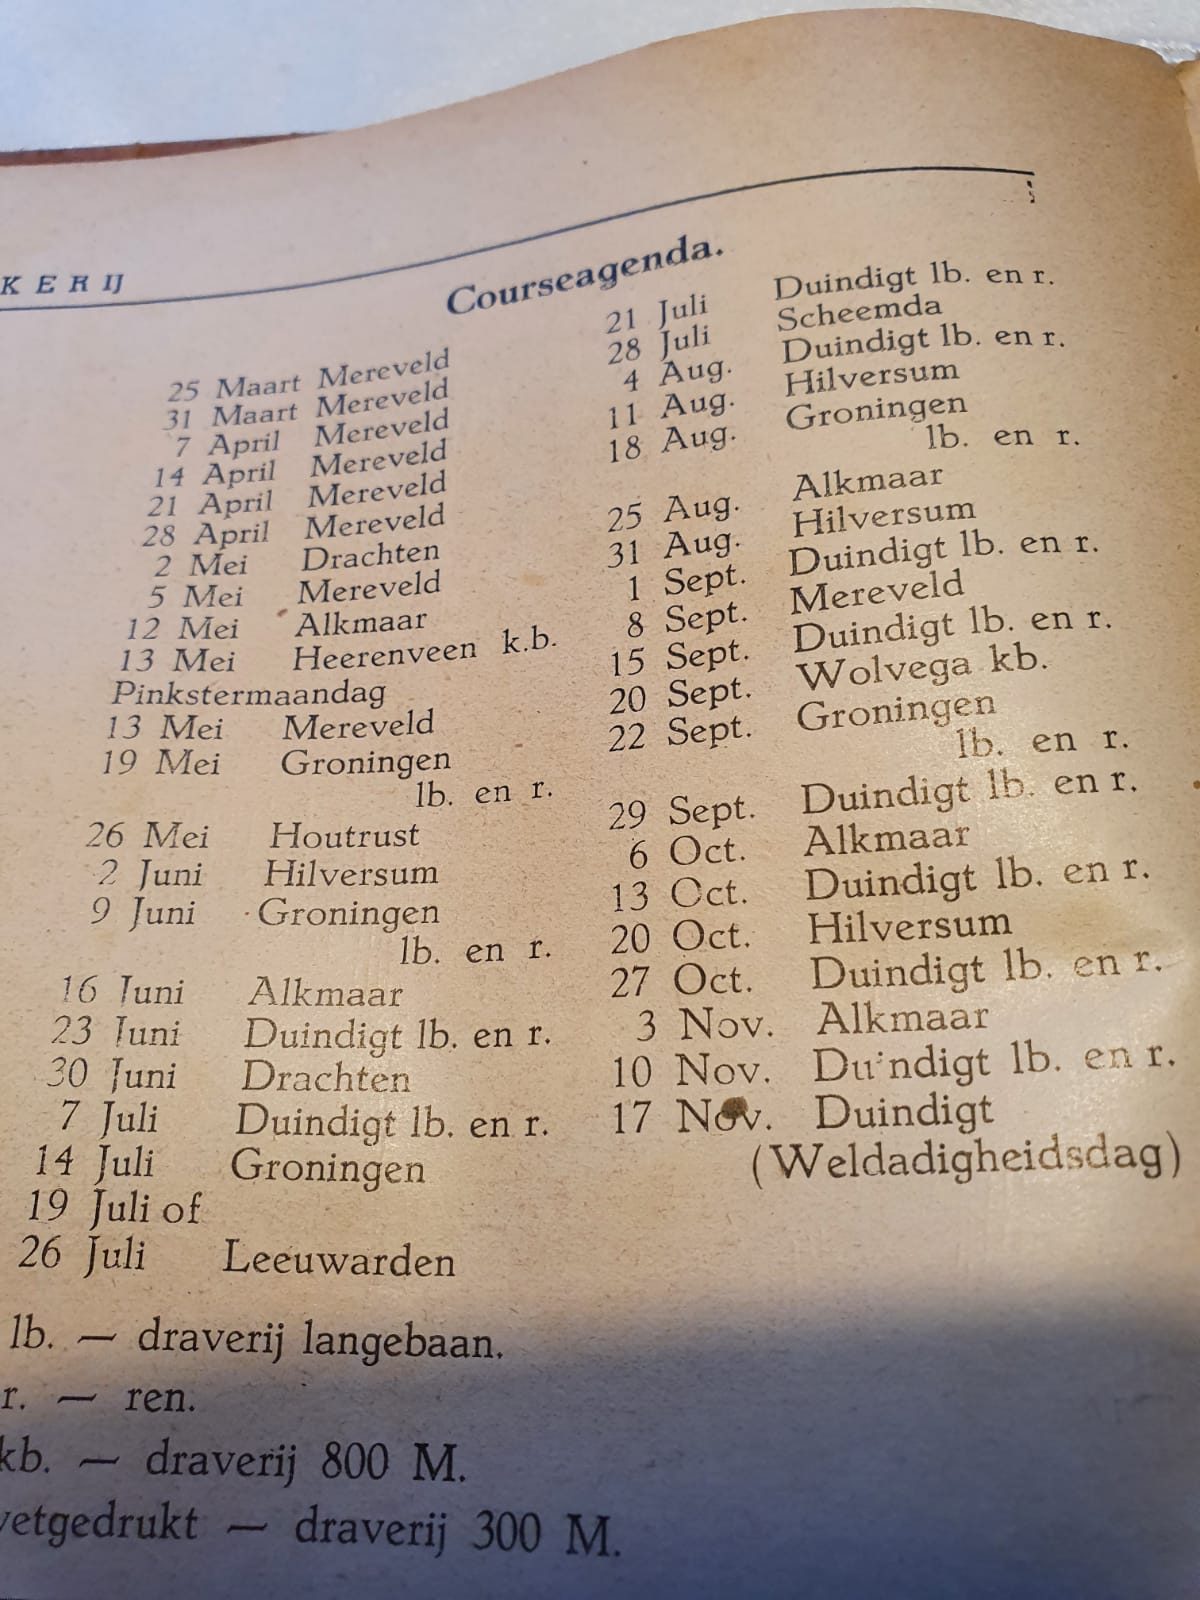 KERIJ
Courseagenda.
25 Maart Mereveld
31 Maart Mereveld
7 April Mereveld
14 April Mereveld
21 April Mereveld
28 April Mereveld
2 Mei Drachten
5 Mei Mereveld
12 Mei Alkmaar
13 Mei Heerenveen k.b.
Pinkstermaandag
13 Mei Mereveld
19 Mei Groningen
lb. en r.
26 Mei Houtrust
2 Juni Hilversum
9 Juni Groningen
lb. en r.
16 Juni Alkmaar
23 Juni Duindigt lb. en r.
30 Juni Drachten
7 Juli Duindigt lb. en r.
14 Juli Groningen
19 Juli of
26 Juli Leeuwarden
21 Juli Duindigt lb. en r.
28 Juli Scheemda
4 Aug. Duindigt lb. en r.
11 Aug. Hilversum
18 Aug. Groningen
lb. en r.
25 Aug. Alkmaar
31 Aug. Hilversum
1 Sept. Duindigt lb. en r.
8 Sept. Mereveld
15 Sept. Duindigt lb. en r.
20 Sept. Wolvega kb.
22 Sept. Groningen
lb. en r.
29 Sept. Duindigt lb. en r.
6 Oct. Alkmaar
13 Oct. Duindigt lb. en r.
20 Oct. Hilversum
27 Oct. Duindigt lb. en r.
3 Nov. Alkmaar
10 Nov. Duindigt lb. en r.
17 Nov. Duindigt
(Weldadigheidsdag)
lb. — draverij langebaan.
r. — ren.
kb. — draverij 800 M.
vetgedrukt — draverij 300 M.